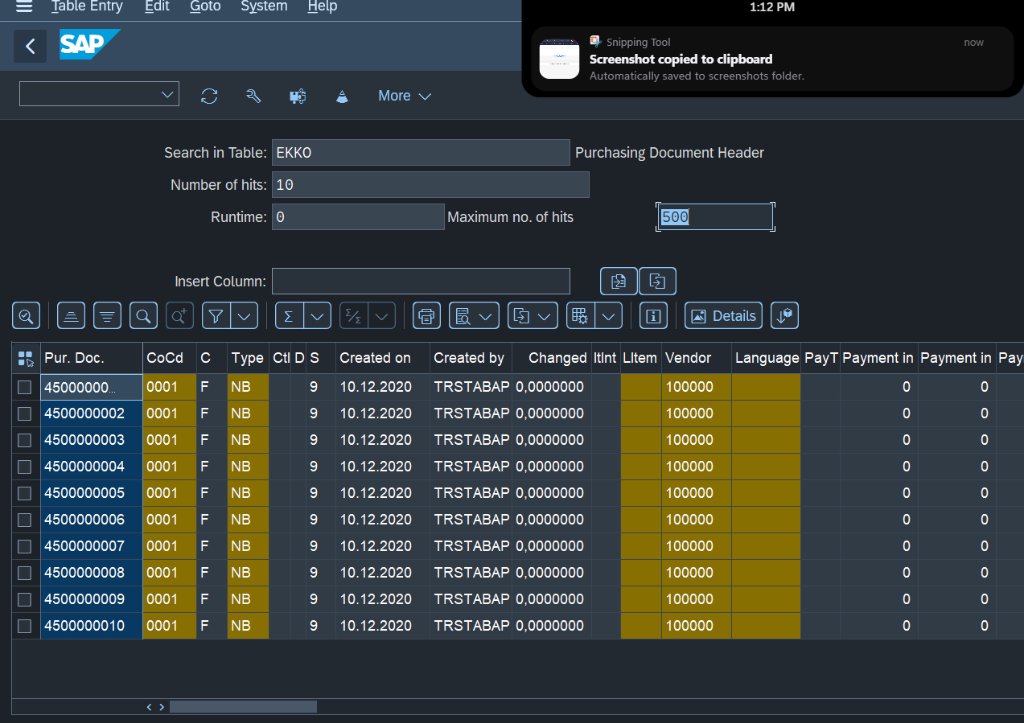 Table Entry Edit Goto System Help
1:12 PM
Snipping Tool now
Screenshot copied to clipboard
Automatically saved to screenshots folder.
SAP
More
Search in Table: EKKO Purchasing Document Header
Number of hits: 10
Runtime: 0 Maximum no. of hits 500
Insert Column:
Details
Pur. Doc. CoCd C Type Ctl D S Created on Created by Changed ItInt LItem Vendor Language PayT Payment in Payment in Pay
45000000... 0001 F NB 9 10.12.2020 TRSTABAP 0,0000000 100000 0 0
4500000002 0001 F NB 9 10.12.2020 TRSTABAP 0,0000000 100000 0 0
4500000003 0001 F NB 9 10.12.2020 TRSTABAP 0,0000000 100000 0 0
4500000004 0001 F NB 9 10.12.2020 TRSTABAP 0,0000000 100000 0 0
4500000005 0001 F NB 9 10.12.2020 TRSTABAP 0,0000000 100000 0 0
4500000006 0001 F NB 9 10.12.2020 TRSTABAP 0,0000000 100000 0 0
4500000007 0001 F NB 9 10.12.2020 TRSTABAP 0,0000000 100000 0 0
4500000008 0001 F NB 9 10.12.2020 TRSTABAP 0,0000000 100000 0 0
4500000009 0001 F NB 9 10.12.2020 TRSTABAP 0,0000000 100000 0 0
4500000010 0001 F NB 9 10.12.2020 TRSTABAP 0,0000000 100000 0 0